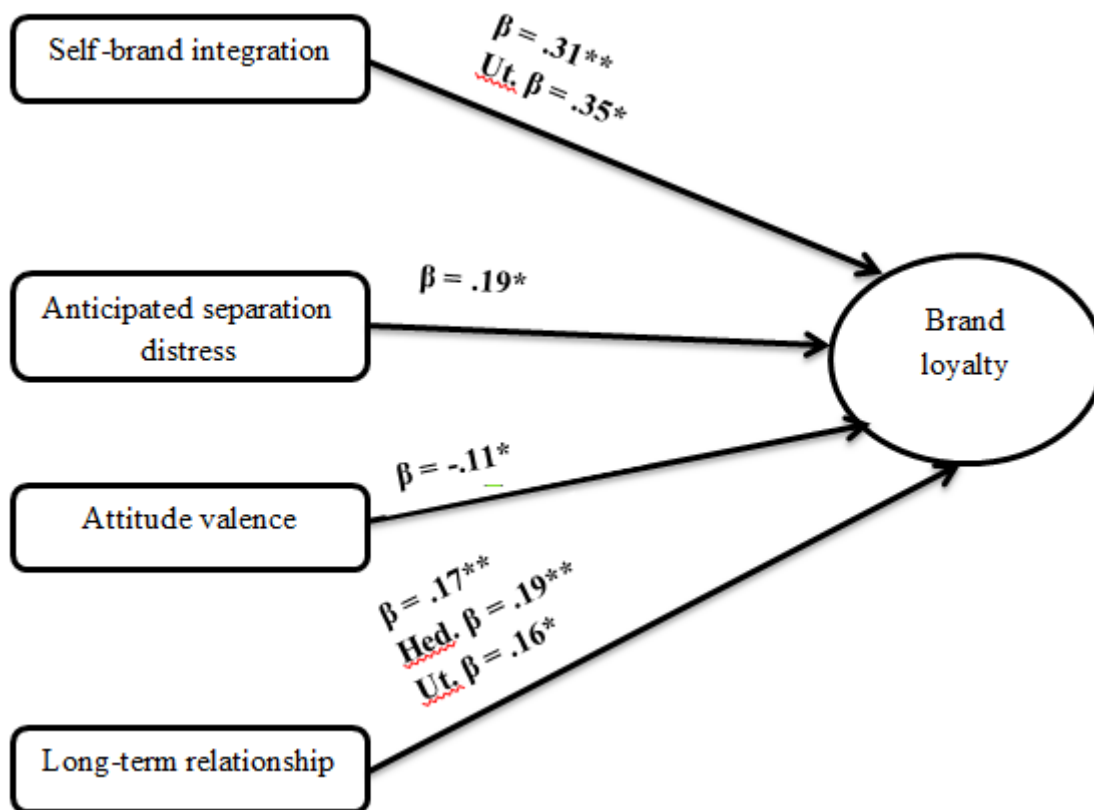 Self-brand integration
β = .31**
Ut. β = .35*
Anticipated separation
distress
β = .19*
Brand
loyalty
Attitude valence
β = -.11*
Long-term relationship
β = .17**
Hed. β = .19**
Ut. β = .16*